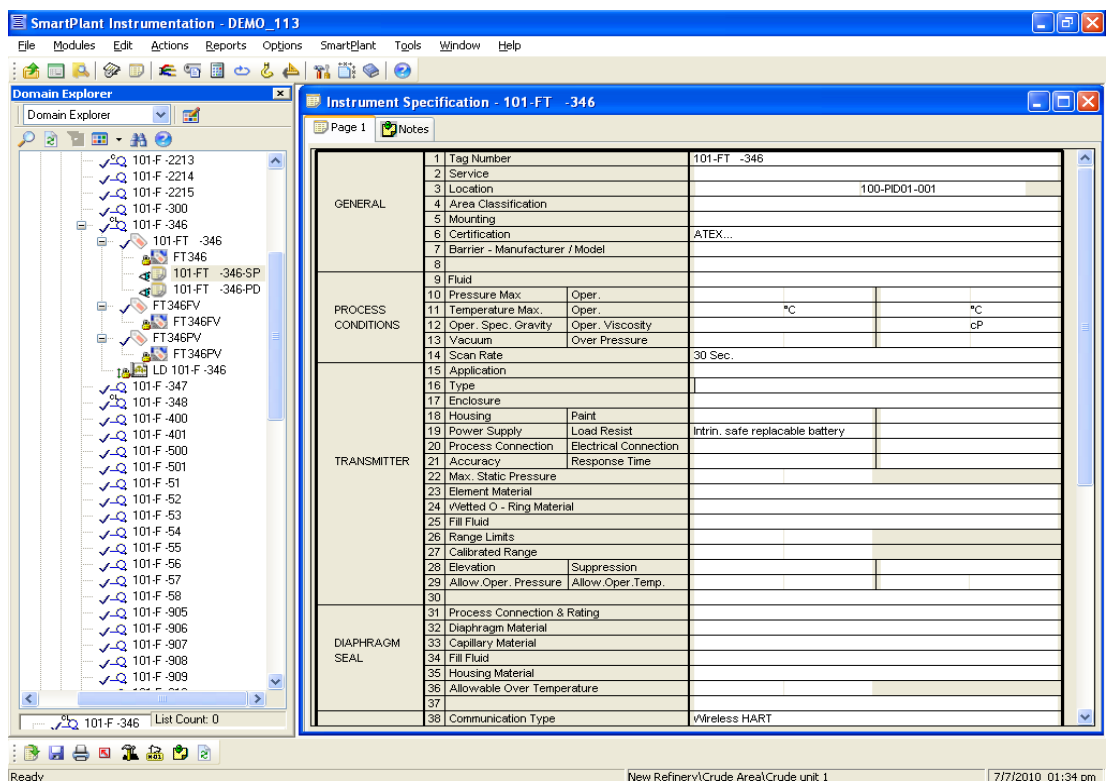 SmartPlant Instrumentation - DEMO_113
File Modules Edit Actions Reports Options SmartPlant Tools Window Help
Domain Explorer
Domain Explorer
101-F -2213
101-F -2214
101-F -2215
101-F -300
101-F -346
101-FT -346
FT346
101-FT -346-SP
101-FT -346-PD
FT346FV
FT346FV
FT346PV
FT346PV
LD 101-F -346
101-F -347
101-F -348
101-F -400
101-F -401
101-F -500
101-F -501
101-F -51
101-F -52
101-F -53
101-F -54
101-F -55
101-F -56
101-F -57
101-F -58
101-F -905
101-F -906
101-F -907
101-F -908
101-F -909
101-F -346 List Count: 0
Instrument Specification - 101-FT -346
Page 1 Notes
GENERAL
1 Tag Number 101-FT -346
2 Service
3 Location 100-PID01-001
4 Area Classification
5 Mounting
6 Certification ATEX...
7 Barrier - Manufacturer / Model
8
PROCESS CONDITIONS
9 Fluid
10 Pressure Max Oper.
11 Temperature Max. Oper. °C °C
12 Oper. Spec. Gravity Oper. Viscosity cP
13 Vacuum Over Pressure
14 Scan Rate 30 Sec.
TRANSMITTER
15 Application
16 Type
17 Enclosure
18 Housing Paint
19 Power Supply Load Resist Intrin. safe replacable battery
20 Process Connection Electrical Connection
21 Accuracy Response Time
22 Max. Static Pressure
23 Element Material
24 Wetted O - Ring Material
25 Fill Fluid
26 Range Limits
27 Calibrated Range
28 Elevation Suppression
29 Allow.Oper. Pressure Allow.Oper.Temp.
30
DIAPHRAGM SEAL
31 Process Connection & Rating
32 Diaphragm Material
33 Capillary Material
34 Fill Fluid
35 Housing Material
36 Allowable Over Temperature
37
38 Communication Type Wireless HART
Ready New Refinery\Crude Area\Crude unit 1 7/7/2010 01:34 pm